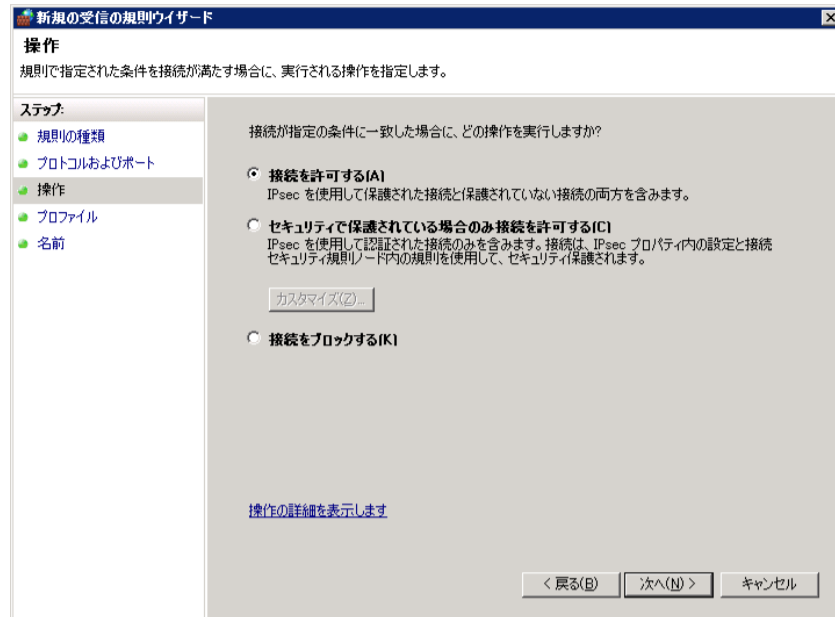 新規の受信の規則ウィザード
操作
規則で指定された条件を接続が満たす場合に、実行される操作を指定します。
ステップ:
規則の種類
プロトコルおよびポート
操作
プロファイル
名前
接続が指定の条件に一致した場合に、どの操作を実行しますか?
接続を許可する(A)
IPsec を使用して保護された接続と保護されていない接続の両方を含みます。
セキュリティで保護されている場合のみ接続を許可する(C)
IPsec を使用して認証された接続のみを含みます。接続は、IPsec プロパティ内の設定と接続
セキュリティ規則ノード内の規則を使用して、セキュリティ保護されます。
カスタマイズ(Z)...
接続をブロックする(K)
操作の詳細を表示します
< 戻る(B)
次へ(N) >
キャンセル